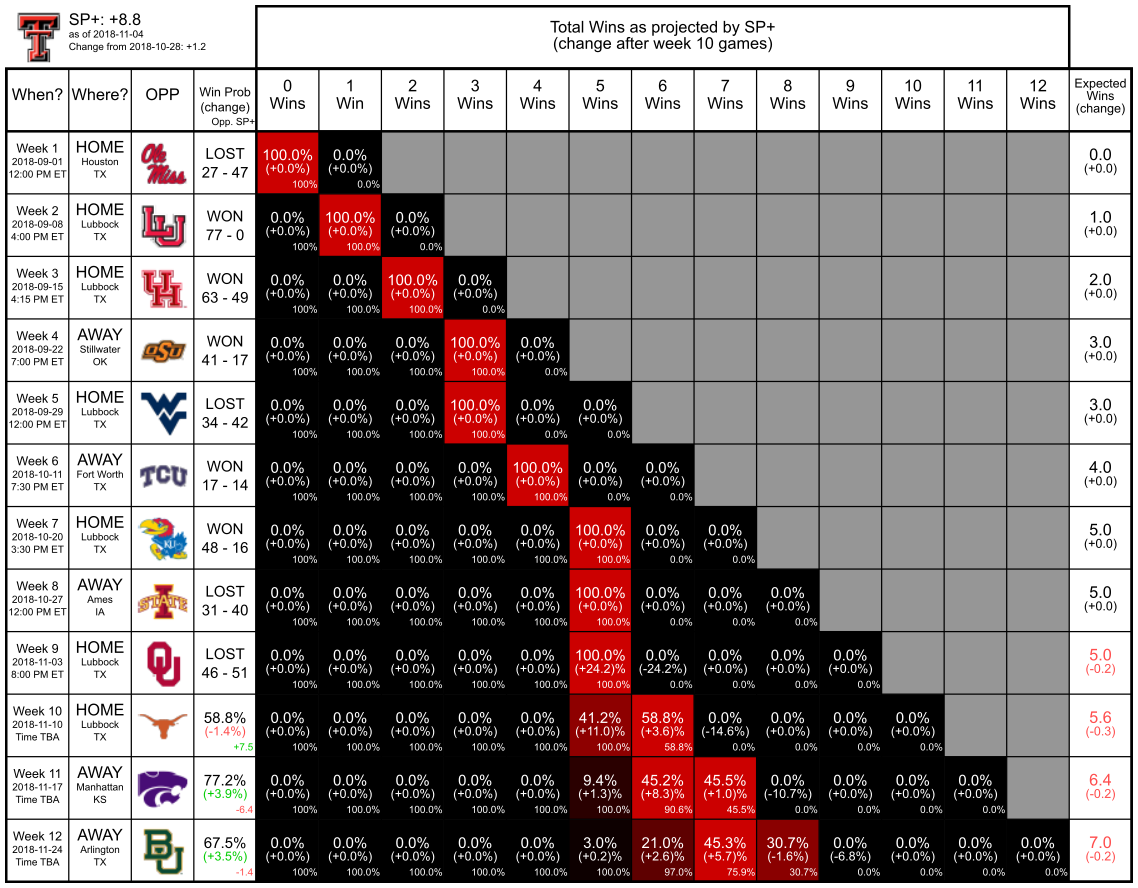 SP+: +8.8
as of 2018-11-04
Change from 2018-10-28: +1.2
Total Wins as projected by SP+
(change after week 10 games)
When? Where? OPP Win Prob (change) Opp. SP+ 0 Wins 1 Win 2 Wins 3 Wins 4 Wins 5 Wins 6 Wins 7 Wins 8 Wins 9 Wins 10 Wins 11 Wins 12 Wins Expected Wins (change)
Week 1 HOME Ole Miss LOST 100.0% 0.0% 0.0
2018-09-01 Houston 27 - 47 (+0.0%) (+0.0%) (+0.0)
12:00 PM ET TX 100% 0.0%
Week 2 HOME LU WON 0.0% 100.0% 0.0% 1.0
2018-09-08 Lubbock 77 - 0 (+0.0%) (+0.0%) (+0.0%) (+0.0)
4:00 PM ET TX 100% 100.0% 0.0%
Week 3 HOME UH WON 0.0% 0.0% 100.0% 0.0% 2.0
2018-09-15 Lubbock 63 - 49 (+0.0%) (+0.0%) (+0.0%) (+0.0%) (+0.0)
4:15 PM ET TX 100% 100.0% 100.0% 0.0%
Week 4 AWAY OSU WON 0.0% 0.0% 0.0% 100.0% 0.0% 3.0
2018-09-22 Stillwater 41 - 17 (+0.0%) (+0.0%) (+0.0%) (+0.0%) (+0.0%) (+0.0)
7:00 PM ET OK 100% 100.0% 100.0% 100.0% 0.0%
Week 5 HOME WV LOST 0.0% 0.0% 0.0% 100.0% 0.0% 0.0% 3.0
2018-09-29 Lubbock 34 - 42 (+0.0%) (+0.0%) (+0.0%) (+0.0%) (+0.0%) (+0.0%) (+0.0)
12:00 PM ET TX 100% 100.0% 100.0% 100.0% 0.0% 0.0%
Week 6 AWAY TCU WON 0.0% 0.0% 0.0% 0.0% 100.0% 0.0% 0.0% 4.0
2018-10-11 Fort Worth 17 - 14 (+0.0%) (+0.0%) (+0.0%) (+0.0%) (+0.0%) (+0.0%) (+0.0%) (+0.0)
7:30 PM ET TX 100% 100.0% 100.0% 100.0% 100.0% 0.0% 0.0%
Week 7 HOME KU WON 0.0% 0.0% 0.0% 0.0% 0.0% 100.0% 0.0% 0.0% 5.0
2018-10-20 Lubbock 48 - 16 (+0.0%) (+0.0%) (+0.0%) (+0.0%) (+0.0%) (+0.0%) (+0.0%) (+0.0%) (+0.0)
3:30 PM ET TX 100% 100.0% 100.0% 100.0% 100.0% 100.0% 0.0% 0.0%
Week 8 AWAY STATE LOST 0.0% 0.0% 0.0% 0.0% 0.0% 100.0% 0.0% 0.0% 0.0% 5.0
2018-10-27 Ames 31 - 40 (+0.0%) (+0.0%) (+0.0%) (+0.0%) (+0.0%) (+0.0%) (+0.0%) (+0.0%) (+0.0%) (+0.0)
12:00 PM ET IA 100% 100.0% 100.0% 100.0% 100.0% 100.0% 0.0% 0.0% 0.0%
Week 9 HOME OU LOST 0.0% 0.0% 0.0% 0.0% 0.0% 100.0% 0.0% 0.0% 0.0% 0.0% 5.0
2018-11-03 Lubbock 46 - 51 (+0.0%) (+0.0%) (+0.0%) (+0.0%) (+0.0%) (+24.2)% (-24.2%) (+0.0%) (+0.0%) (+0.0%) (-0.2)
8:00 PM ET TX 100% 100.0% 100.0% 100.0% 100.0% 100.0% 0.0% 0.0% 0.0% 0.0%
Week 10 HOME 58.8% 0.0% 0.0% 0.0% 0.0% 0.0% 41.2% 58.8% 0.0% 0.0% 0.0% 0.0% 5.6
2018-11-10 Lubbock (-1.4%) (+0.0%) (+0.0%) (+0.0%) (+0.0%) (+0.0%) (+11.0)% (+3.6)% (-14.6%) (+0.0%) (+0.0%) (+0.0%) (-0.3)
Time TBA TX +7.5 100% 100.0% 100.0% 100.0% 100.0% 100.0% 58.8% 0.0% 0.0% 0.0% 0.0%
Week 11 AWAY 77.2% 0.0% 0.0% 0.0% 0.0% 0.0% 9.4% 45.2% 45.5% 0.0% 0.0% 0.0% 0.0% 6.4
2018-11-17 Manhattan (+3.9%) (+0.0%) (+0.0%) (+0.0%) (+0.0%) (+0.0%) (+1.3)% (+8.3)% (+1.0)% (-10.7%) (+0.0%) (+0.0%) (+0.0%) (-0.2)
Time TBA KS -6.4 100% 100.0% 100.0% 100.0% 100.0% 100.0% 90.6% 45.5% 0.0% 0.0% 0.0% 0.0%
Week 12 AWAY BU 67.5% 0.0% 0.0% 0.0% 0.0% 0.0% 3.0% 21.0% 45.3% 30.7% 0.0% 0.0% 0.0% 0.0% 7.0
2018-11-24 Arlington (+3.5%) (+0.0%) (+0.0%) (+0.0%) (+0.0%) (+0.0%) (+0.2)% (+2.6)% (+5.7)% (-1.6%) (-6.8%) (+0.0%) (+0.0%) (+0.0%) (-0.2)
Time TBA TX -1.4 100% 100.0% 100.0% 100.0% 100.0% 100.0% 97.0% 75.9% 30.7% 0.0% 0.0% 0.0% 0.0%